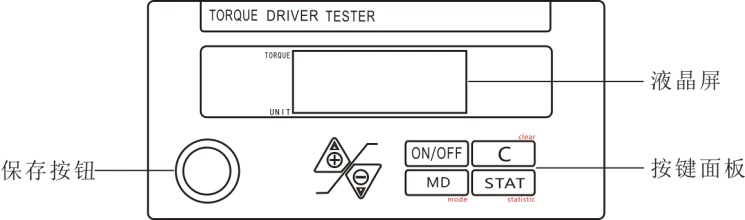 TORQUE DRIVER TESTER
TORQUE
液晶屏
UNIT
clear
ON/OFF C
保存按钮
按键面板
MD STAT
mode statistic